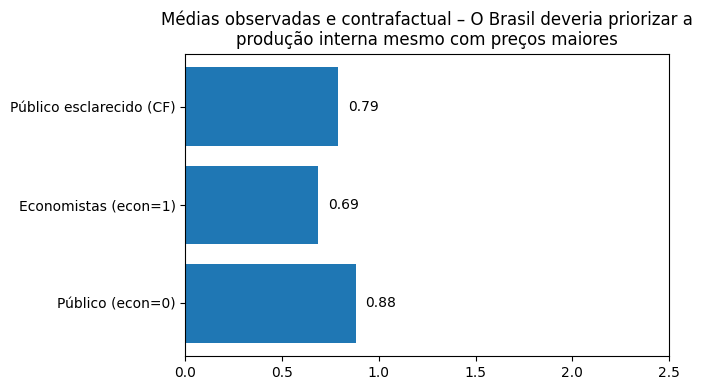 Médias observadas e contrafactual – O Brasil deveria priorizar a
produção interna mesmo com preços maiores
Público esclarecido (CF)
0.79
Economistas (econ=1)
0.69
Público (econ=0)
0.88
0.0 0.5 1.0 1.5 2.0 2.5